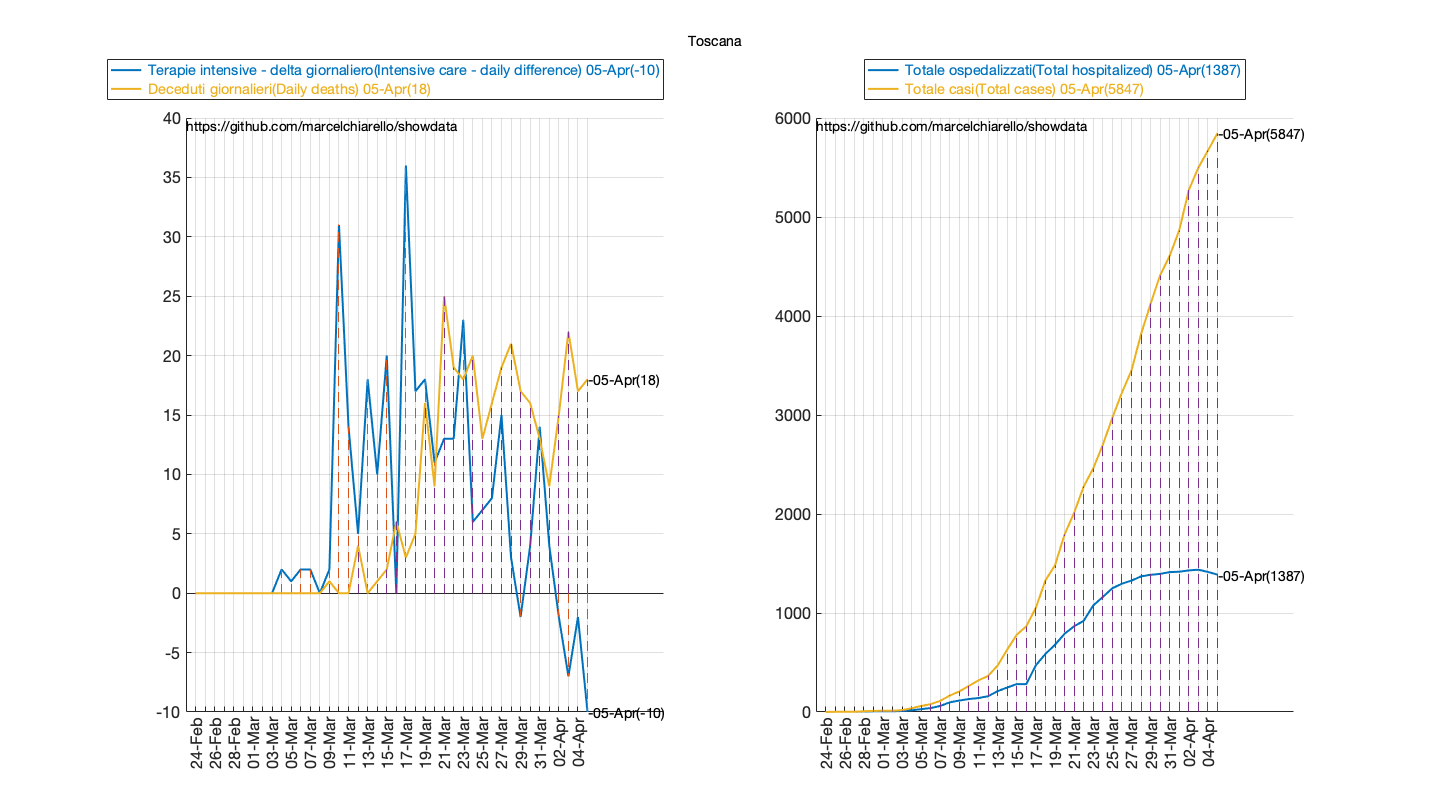 Toscana
Terapie intensive - delta giornaliero(Intensive care - daily difference) 05-Apr(-10)
Deceduti giornalieri(Daily deaths) 05-Apr(18)
https://github.com/marcelchiarello/showdata
40
35
30
25
20
15
10
5
0
-5
-10
-05-Apr(18)
-05-Apr(-10)
24-Feb
26-Feb
28-Feb
01-Mar
03-Mar
05-Mar
07-Mar
09-Mar
11-Mar
13-Mar
15-Mar
17-Mar
19-Mar
21-Mar
23-Mar
25-Mar
27-Mar
29-Mar
31-Mar
02-Apr
04-Apr
Totale ospedalizzati(Total hospitalized) 05-Apr(1387)
Totale casi(Total cases) 05-Apr(5847)
https://github.com/marcelchiarello/showdata
6000
5000
4000
3000
2000
1000
0
-05-Apr(5847)
-05-Apr(1387)
24-Feb
26-Feb
28-Feb
01-Mar
03-Mar
05-Mar
07-Mar
09-Mar
11-Mar
13-Mar
15-Mar
17-Mar
19-Mar
21-Mar
23-Mar
25-Mar
27-Mar
29-Mar
31-Mar
02-Apr
04-Apr